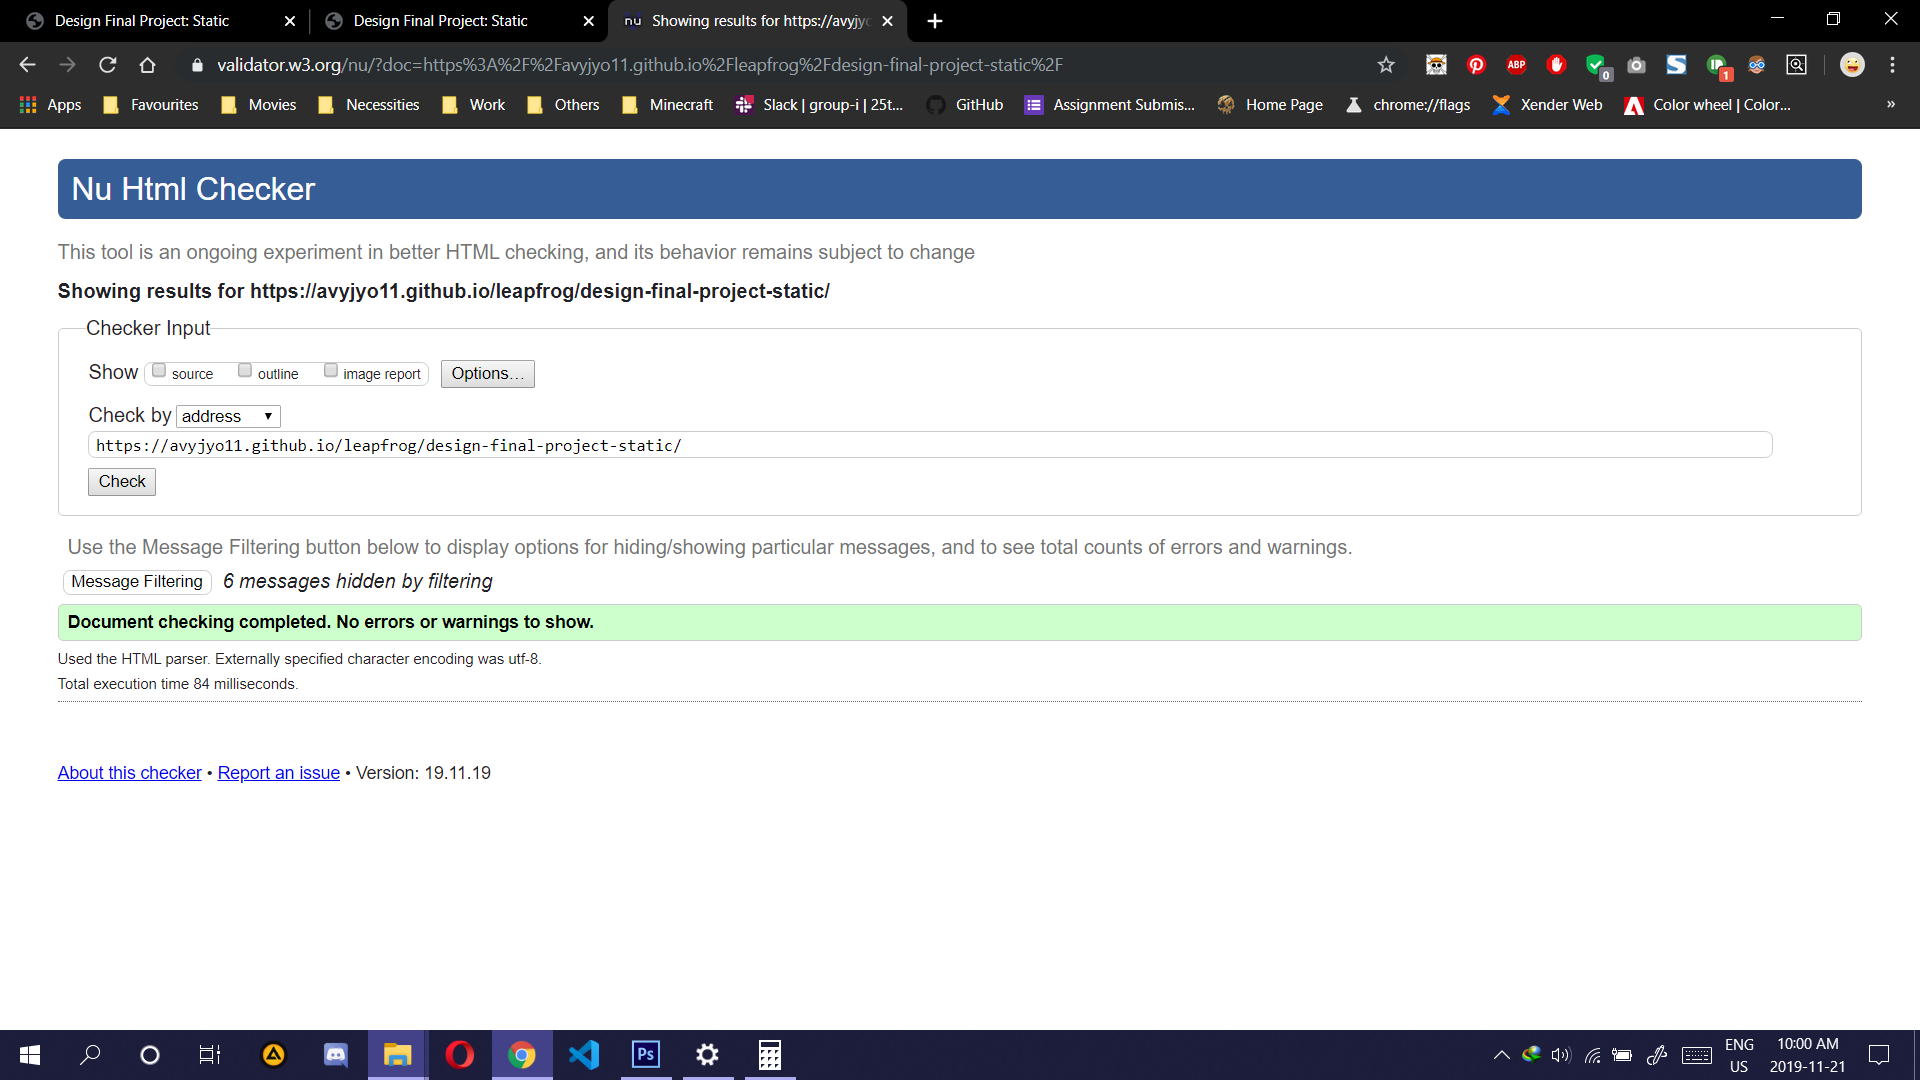 Design Final Project: Static
Design Final Project: Static
nu Showing results for https://avyjyo
validator.w3.org/nu/?doc=https%3A%2F%2Favyjyo11.github.io%2Fleapfrog%2Fdesign-final-project-static%2F
ABP
0
1
Apps Favourites Movies Necessities Work Others Minecraft Slack | group-i | 25t... GitHub Assignment Submis... Home Page chrome://flags Xender Web Color wheel | Color... »
Nu Html Checker
This tool is an ongoing experiment in better HTML checking, and its behavior remains subject to change
Showing results for https://avyjyo11.github.io/leapfrog/design-final-project-static/
Checker Input
Show source outline image report Options...
Check by address
https://avyjyo11.github.io/leapfrog/design-final-project-static/
Check
Use the Message Filtering button below to display options for hiding/showing particular messages, and to see total counts of errors and warnings.
Message Filtering 6 messages hidden by filtering
Document checking completed. No errors or warnings to show.
Used the HTML parser. Externally specified character encoding was utf-8.
Total execution time 84 milliseconds.
About this checker • Report an issue • Version: 19.11.19
Ps
ENG
US
10:00 AM
2019-11-21